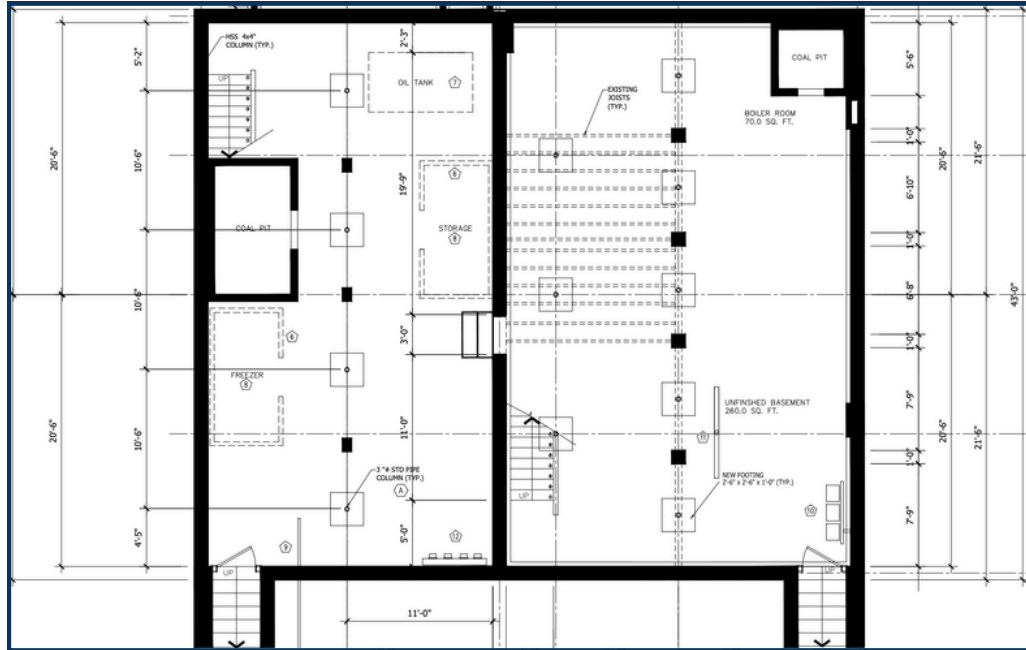 HSS 4x4"
COLUMN (TYP.)
UP
COAL PIT
OIL TANK
7
2'-3"
19'-9"
6
STORAGE
8
6
FREEZER
8
3'-0"
11'-0"
3 "# STD PIPE
COLUMN (TYP.)
A
5'-0"
12
9
UP
11'-0"
5'-2"
10'-6"
10'-6"
10'-6"
4'-5"
20'-6"
20'-6"
EXISTING
JOISTS
(TYP.)
COAL PIT
BOILER ROOM
70.0 SQ. FT.
UNFINSHED BASEMENT
260.0 SQ. FT.
11
NEW FOOTING
2'-6" x 2'-6" x 1'-0" (TYP.)
10
UP
UP
5'-6"
1'-0"
6'-10"
1'-0"
6'-8"
1'-0"
7'-9"
1'-0"
7'-9"
20'-6"
20'-6"
21'-6"
21'-6"
43'-0"